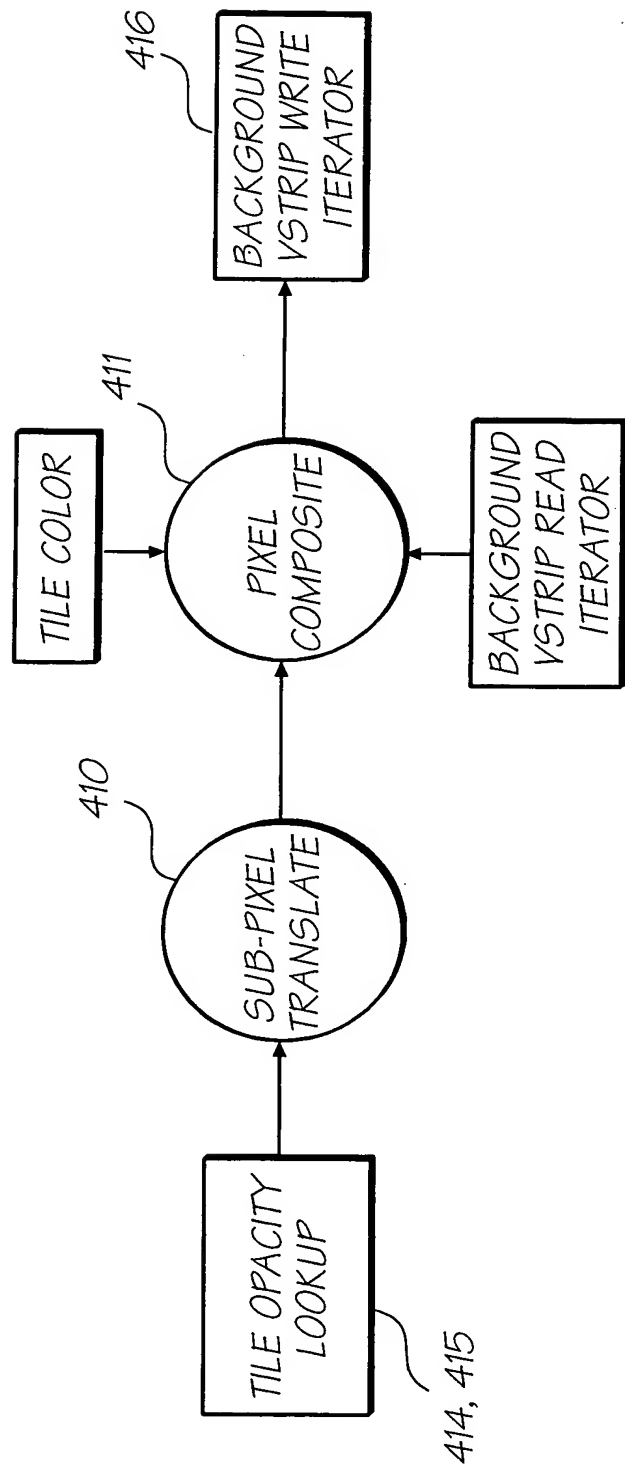 TILE OPACITY
LOOKUP
414, 415
SUB-PIXEL
TRANSLATE
410
TILE COLOR
PIXEL
COMPOSITE
411
BACKGROUND
VSTRIP READ
ITERATOR
BACKGROUND
VSTRIP WRITE
ITERATOR
416